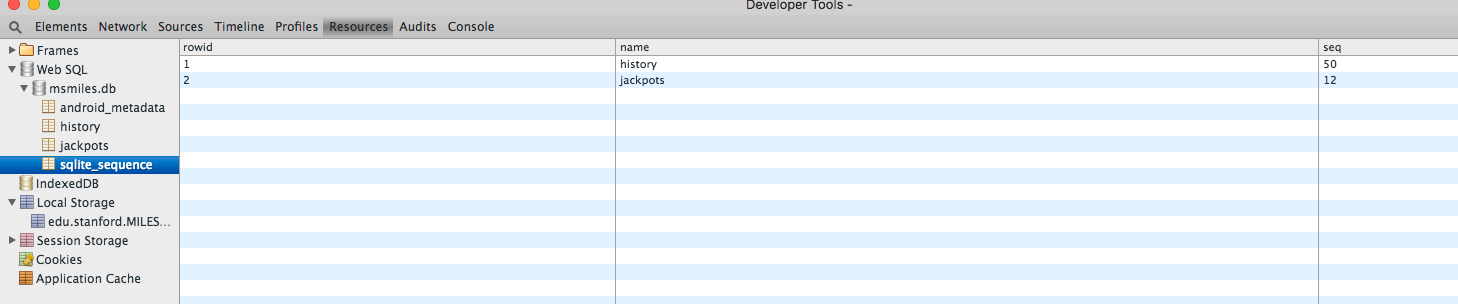 Developer Tools -
Elements Network Sources Timeline Profiles Resources Audits Console
Frames
Web SQL
msmiles.db
android_metadata
history
jackpots
sqlite_sequence
IndexedDB
Local Storage
edu.stanford.MILES...
Session Storage
Cookies
Application Cache
rowid name seq
1 history 50
2 jackpots 12